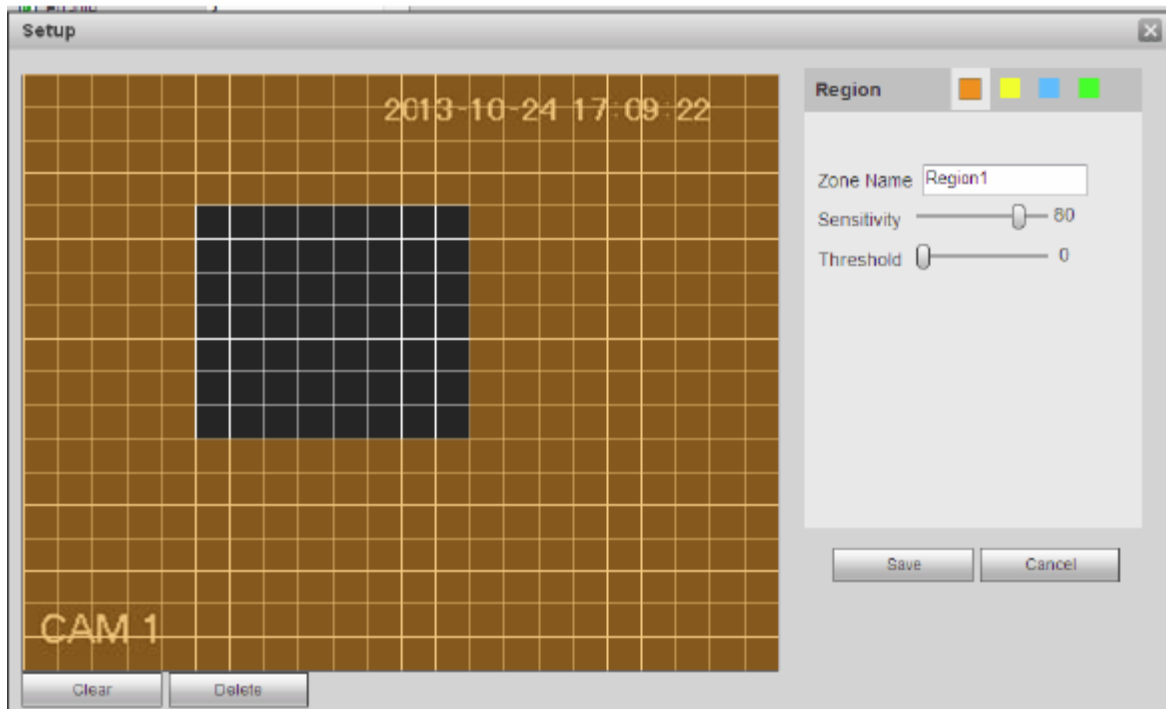 Setup
2013-10-24 17:09:22
Region
Zone Name Region1
Sensitivity 80
Threshold 0
Save Cancel
CAM 1
Clear Delete